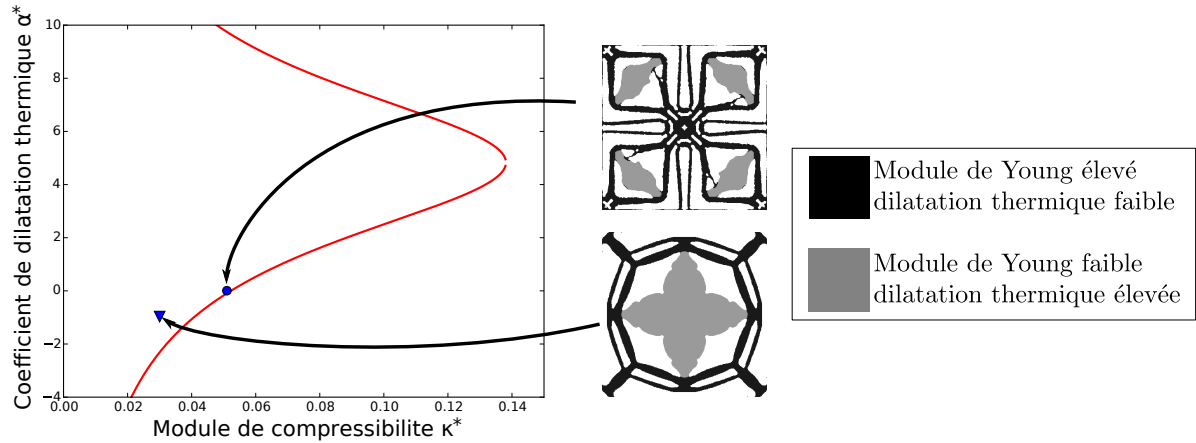 Coefficient de dilatation thermique α*
10
8
6
4
2
0
−2
−4
0.00 0.02 0.04 0.06 0.08 0.10 0.12 0.14
Module de compressibilite κ*
Module de Young élevé
dilatation thermique faible
Module de Young faible
dilatation thermique élevée